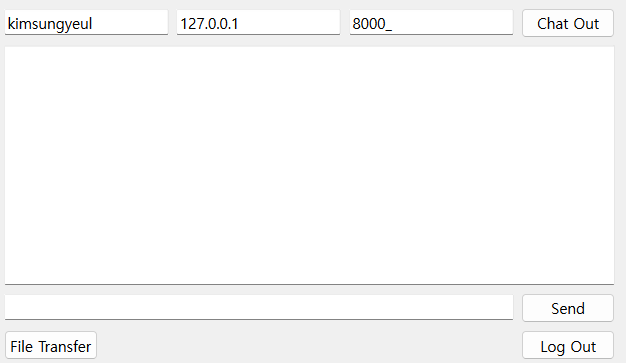 kimsungyeul 127.0.0.1 8000_ Chat Out
Send
File Transfer Log Out